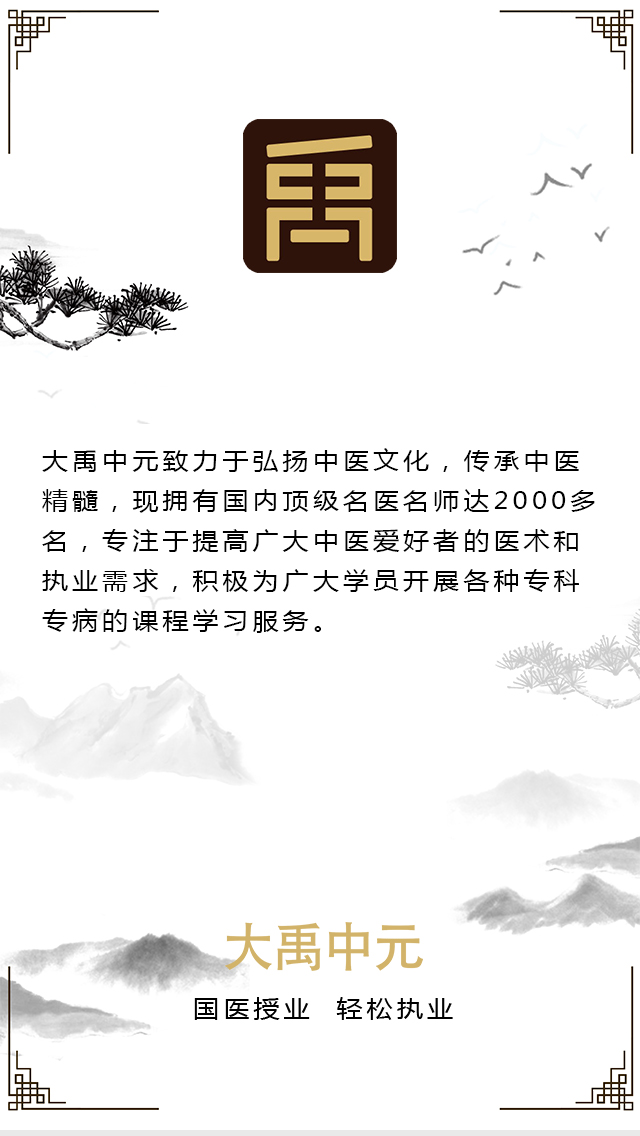 禹
大禹中元致力于弘扬中医文化，传承中医
精髓，现拥有国内顶级名医名师达2000多
名，专注于提高广大中医爱好者的医术和
执业需求，积极为广大学员开展各种专科
专病的课程学习服务。
大禹中元
国医授业 轻松执业